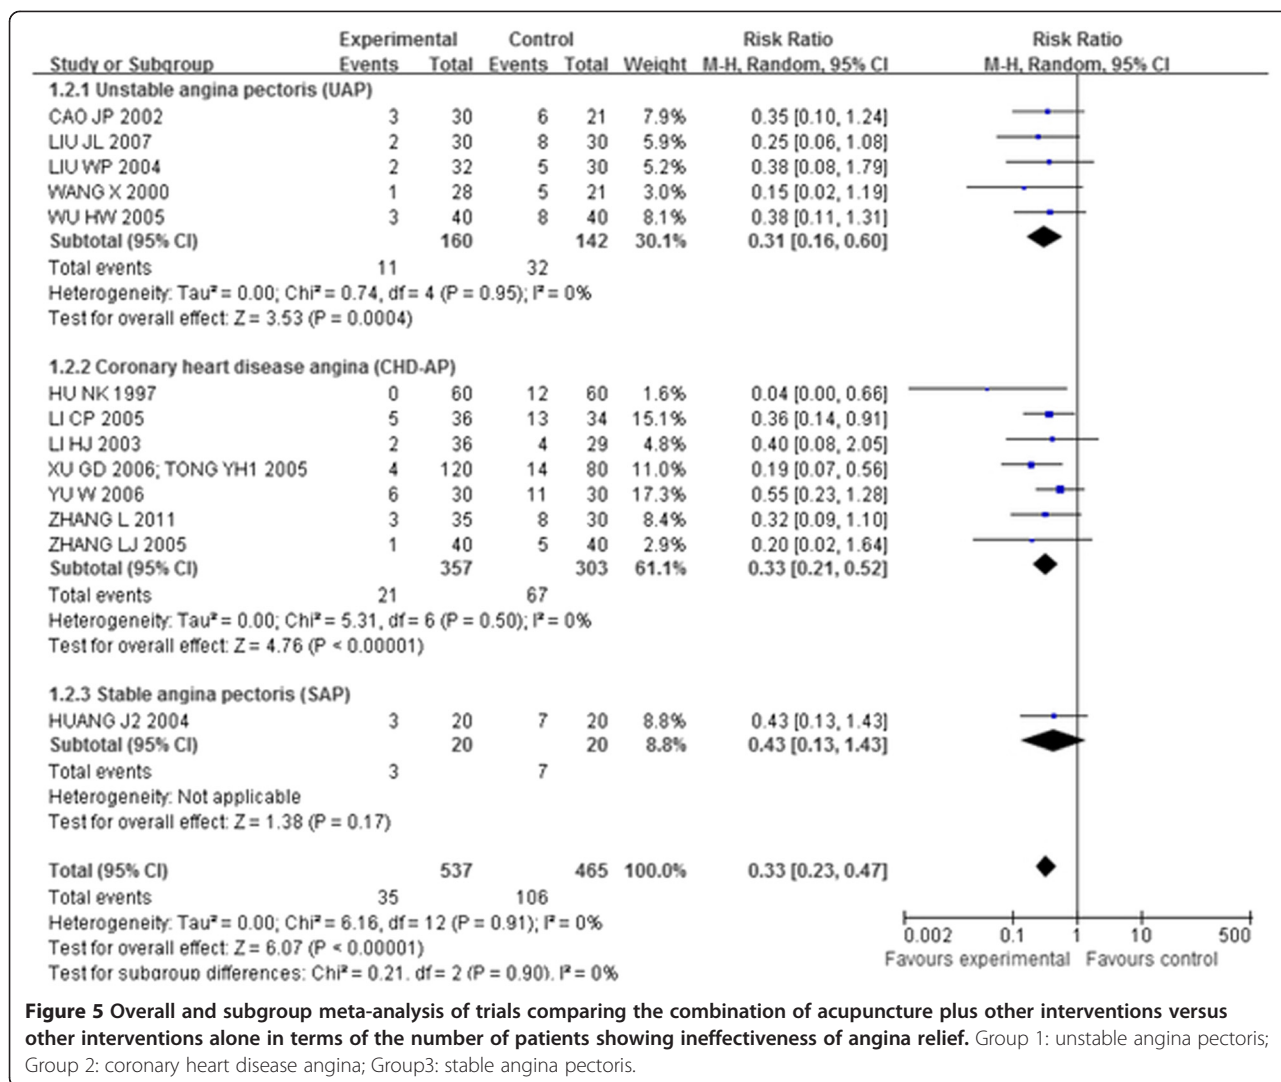 Experimental Control Risk Ratio Risk Ratio
Study or Subgroup Events Total Events Total Weight M-H, Random, 95% CI M-H, Random, 95% CI
1.2.1 Unstable angina pectoris (UAP)
CAO JP 2002 3 30 6 21 7.9% 0.35 [0.10, 1.24]
LIU JL 2007 2 30 8 30 5.9% 0.25 [0.06, 1.08]
LIU WP 2004 2 32 5 30 5.2% 0.38 [0.08, 1.79]
WANG X 2000 1 28 5 21 3.0% 0.15 [0.02, 1.19]
WU HW 2005 3 40 8 40 8.1% 0.38 [0.11, 1.31]
Subtotal (95% CI) 160 142 30.1% 0.31 [0.16, 0.60]
Total events 11 32
Heterogeneity: Tau² = 0.00; Chi² = 0.74, df = 4 (P = 0.95); I² = 0%
Test for overall effect: Z = 3.53 (P = 0.0004)
1.2.2 Coronary heart disease angina (CHD-AP)
HU NK 1997 0 60 12 60 1.6% 0.04 [0.00, 0.66]
LI CP 2005 5 36 13 34 15.1% 0.36 [0.14, 0.91]
LI HJ 2003 2 36 4 29 4.8% 0.40 [0.08, 2.05]
XU GD 2006; TONG YH1 2005 4 120 14 80 11.0% 0.19 [0.07, 0.56]
YU W 2006 6 30 11 30 17.3% 0.55 [0.23, 1.28]
ZHANG L 2011 3 35 8 30 8.4% 0.32 [0.09, 1.10]
ZHANG LJ 2005 1 40 5 40 2.9% 0.20 [0.02, 1.64]
Subtotal (95% CI) 357 303 61.1% 0.33 [0.21, 0.52]
Total events 21 67
Heterogeneity: Tau² = 0.00; Chi² = 5.31, df = 6 (P = 0.50); I² = 0%
Test for overall effect: Z = 4.76 (P < 0.00001)
1.2.3 Stable angina pectoris (SAP)
HUANG J2 2004 3 20 7 20 8.8% 0.43 [0.13, 1.43]
Subtotal (95% CI) 20 20 8.8% 0.43 [0.13, 1.43]
Total events 3 7
Heterogeneity: Not applicable
Test for overall effect: Z = 1.38 (P = 0.17)
Total (95% CI) 537 465 100.0% 0.33 [0.23, 0.47]
Total events 35 106
Heterogeneity: Tau² = 0.00; Chi² = 6.16, df = 12 (P = 0.91); I² = 0%
Test for overall effect: Z = 6.07 (P < 0.00001)
Test for subgroup differences: Chi² = 0.21, df = 2 (P = 0.90), I² = 0%
0.002 0.1 1 10 500
Favours experimental Favours control
Figure 5 Overall and subgroup meta-analysis of trials comparing the combination of acupuncture plus other interventions versus
other interventions alone in terms of the number of patients showing ineffectiveness of angina relief. Group 1: unstable angina pectoris;
Group 2: coronary heart disease angina; Group3: stable angina pectoris.